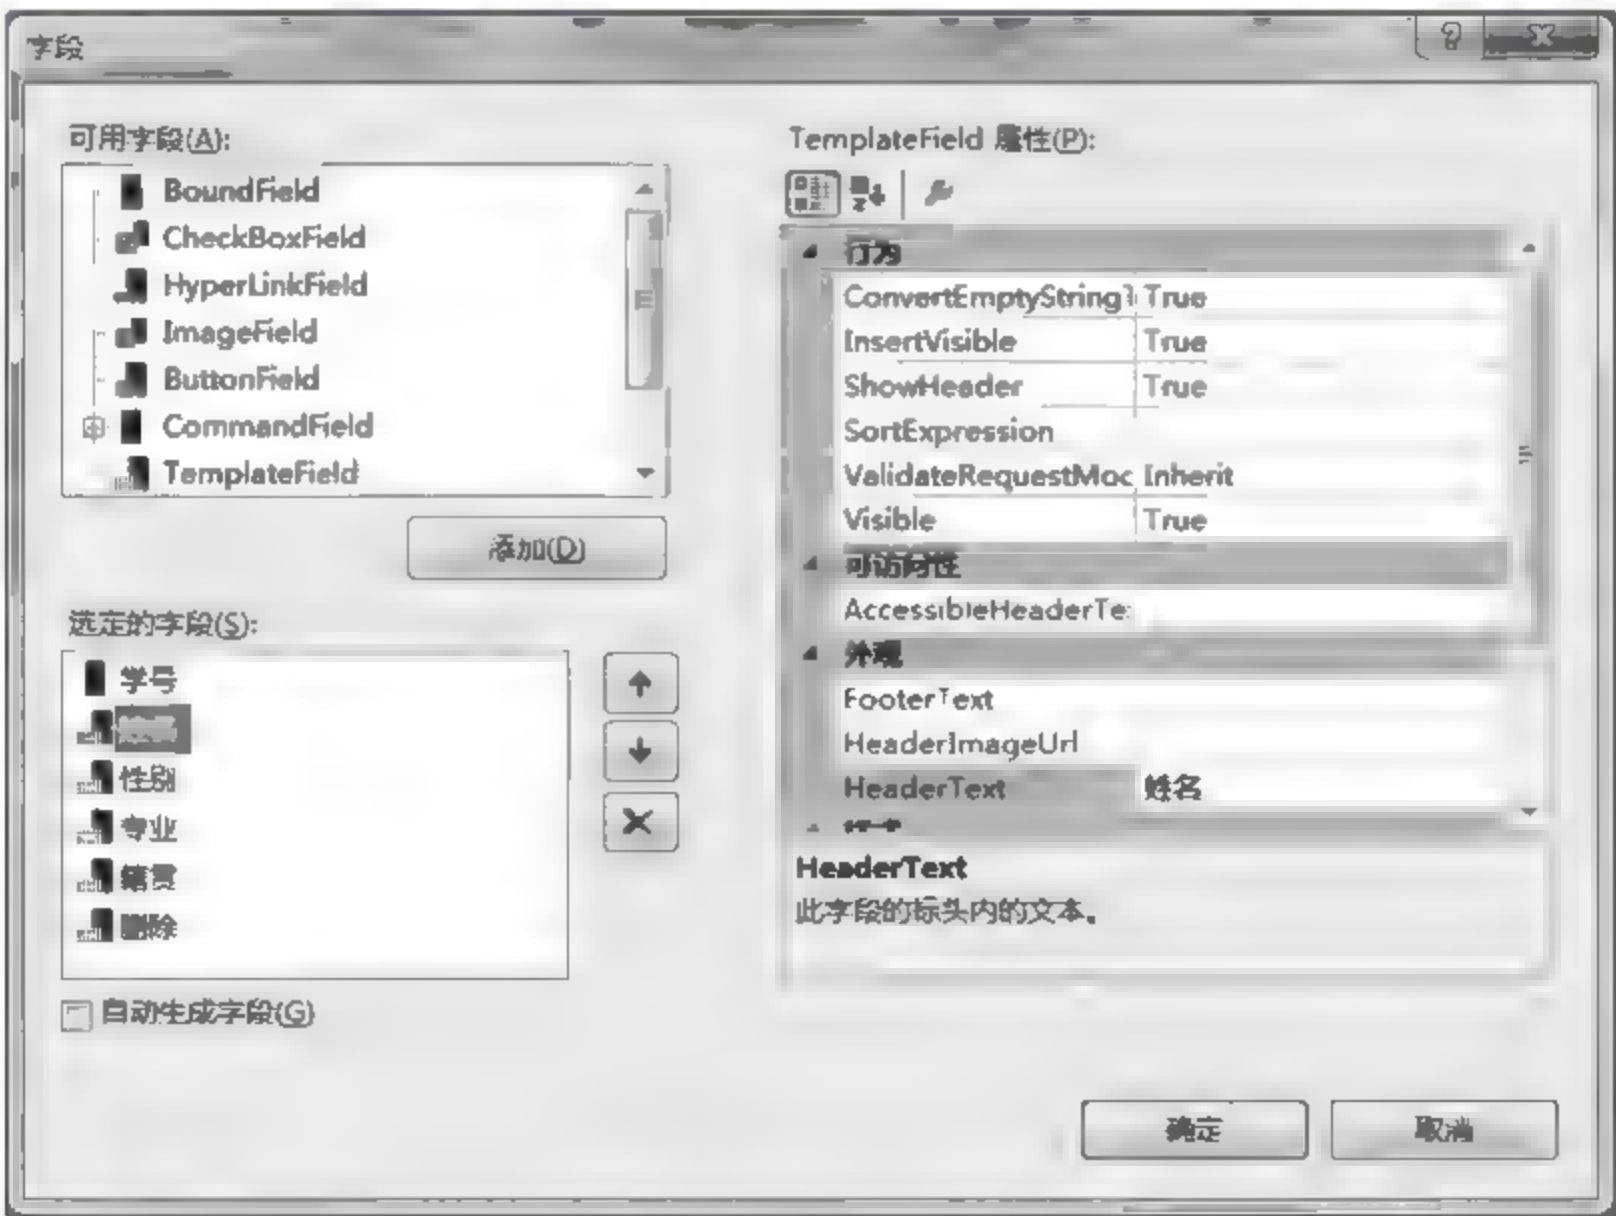 字段
可用字段(A):
BoundField
CheckBoxField
HyperLinkField
ImageField
ButtonField
CommandField
TemplateField
添加(D)
选定的字段(S):
学号
姓名
性别
专业
籍贯
删除
自动生成字段(G)
TemplateField 属性(P):
行为
ConvertEmptyString True
InsertVisible True
ShowHeader True
SortExpression
ValidateRequestMod Inherit
Visible True
可访问性
AccessibleHeaderTe
外观
FooterText
HeaderImageUrl
HeaderText 姓名
HeaderText
此字段的标头内的文本。
确定
取消